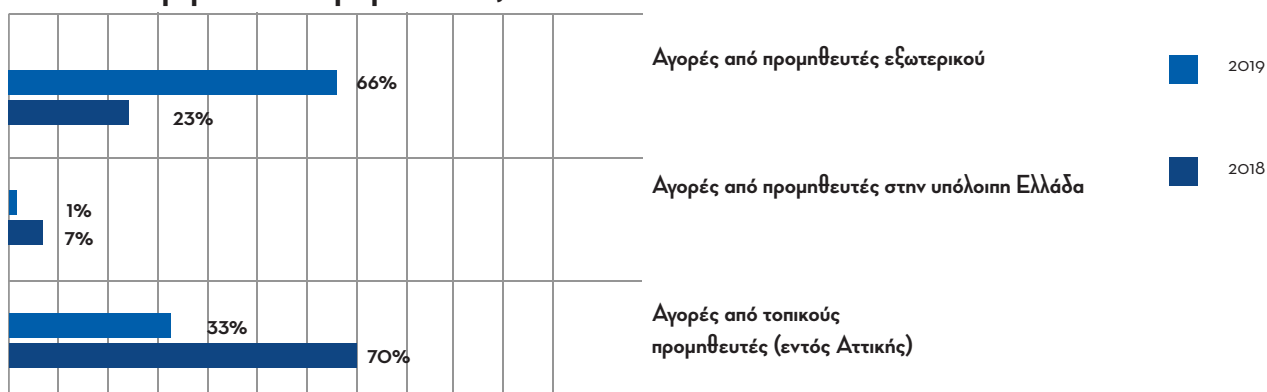 Αγορές από προμηθευτές εξωτερικού
2019
66%
23%
2018
Αγορές από προμηθευτές στην υπόλοιπη Ελλάδα
1%
7%
Αγορές από τοπικούς
προμηθευτές (εντός Αττικής)
33%
70%